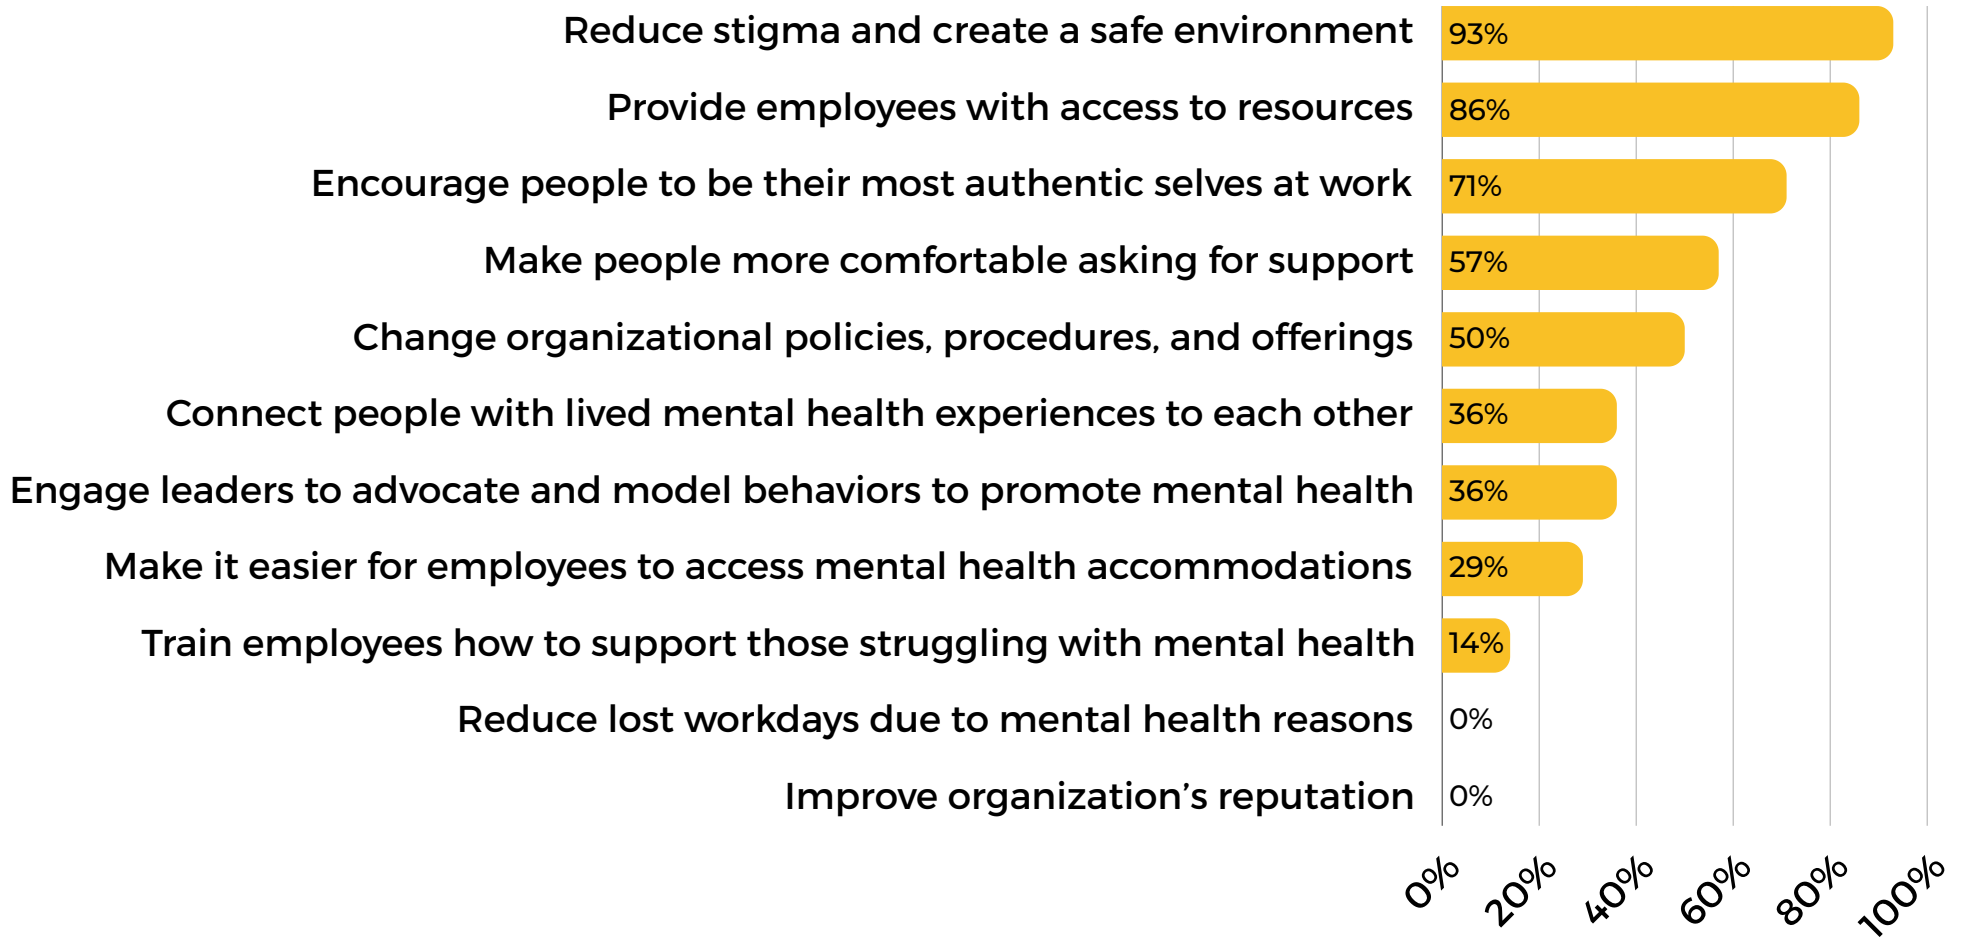 Reduce stigma and create a safe environment 93%
Provide employees with access to resources 86%
Encourage people to be their most authentic selves at work 71%
Make people more comfortable asking for support 57%
Change organizational policies, procedures, and offerings 50%
Connect people with lived mental health experiences to each other 36%
Engage leaders to advocate and model behaviors to promote mental health 36%
Make it easier for employees to access mental health accommodations 29%
Train employees how to support those struggling with mental health 14%
Reduce lost workdays due to mental health reasons 0%
Improve organization’s reputation 0%
0% 20% 40% 60% 80% 100%